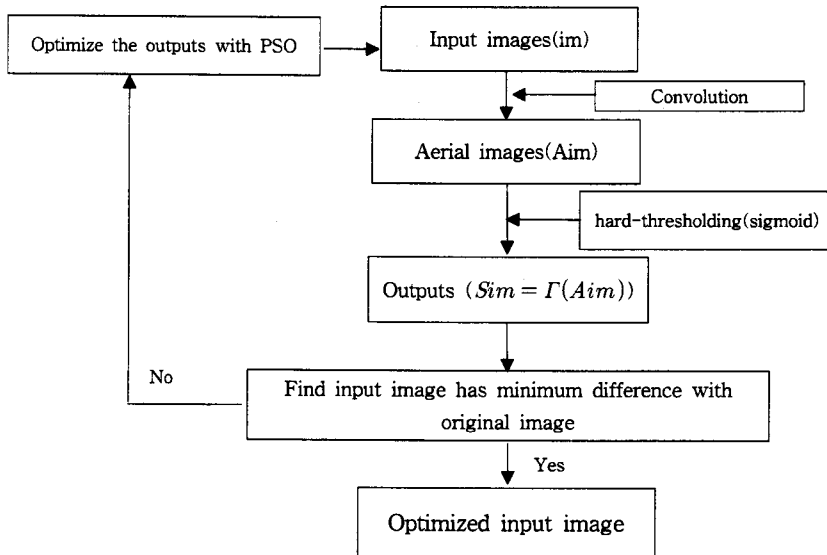 Optimize the outputs with PSO
Input images(im)
Convolution
Aerial images(Aim)
hard-thresholding(sigmoid)
Outputs (Sim = Γ(Aim))
No
Find input image has minimum difference with
original image
Yes
Optimized input image